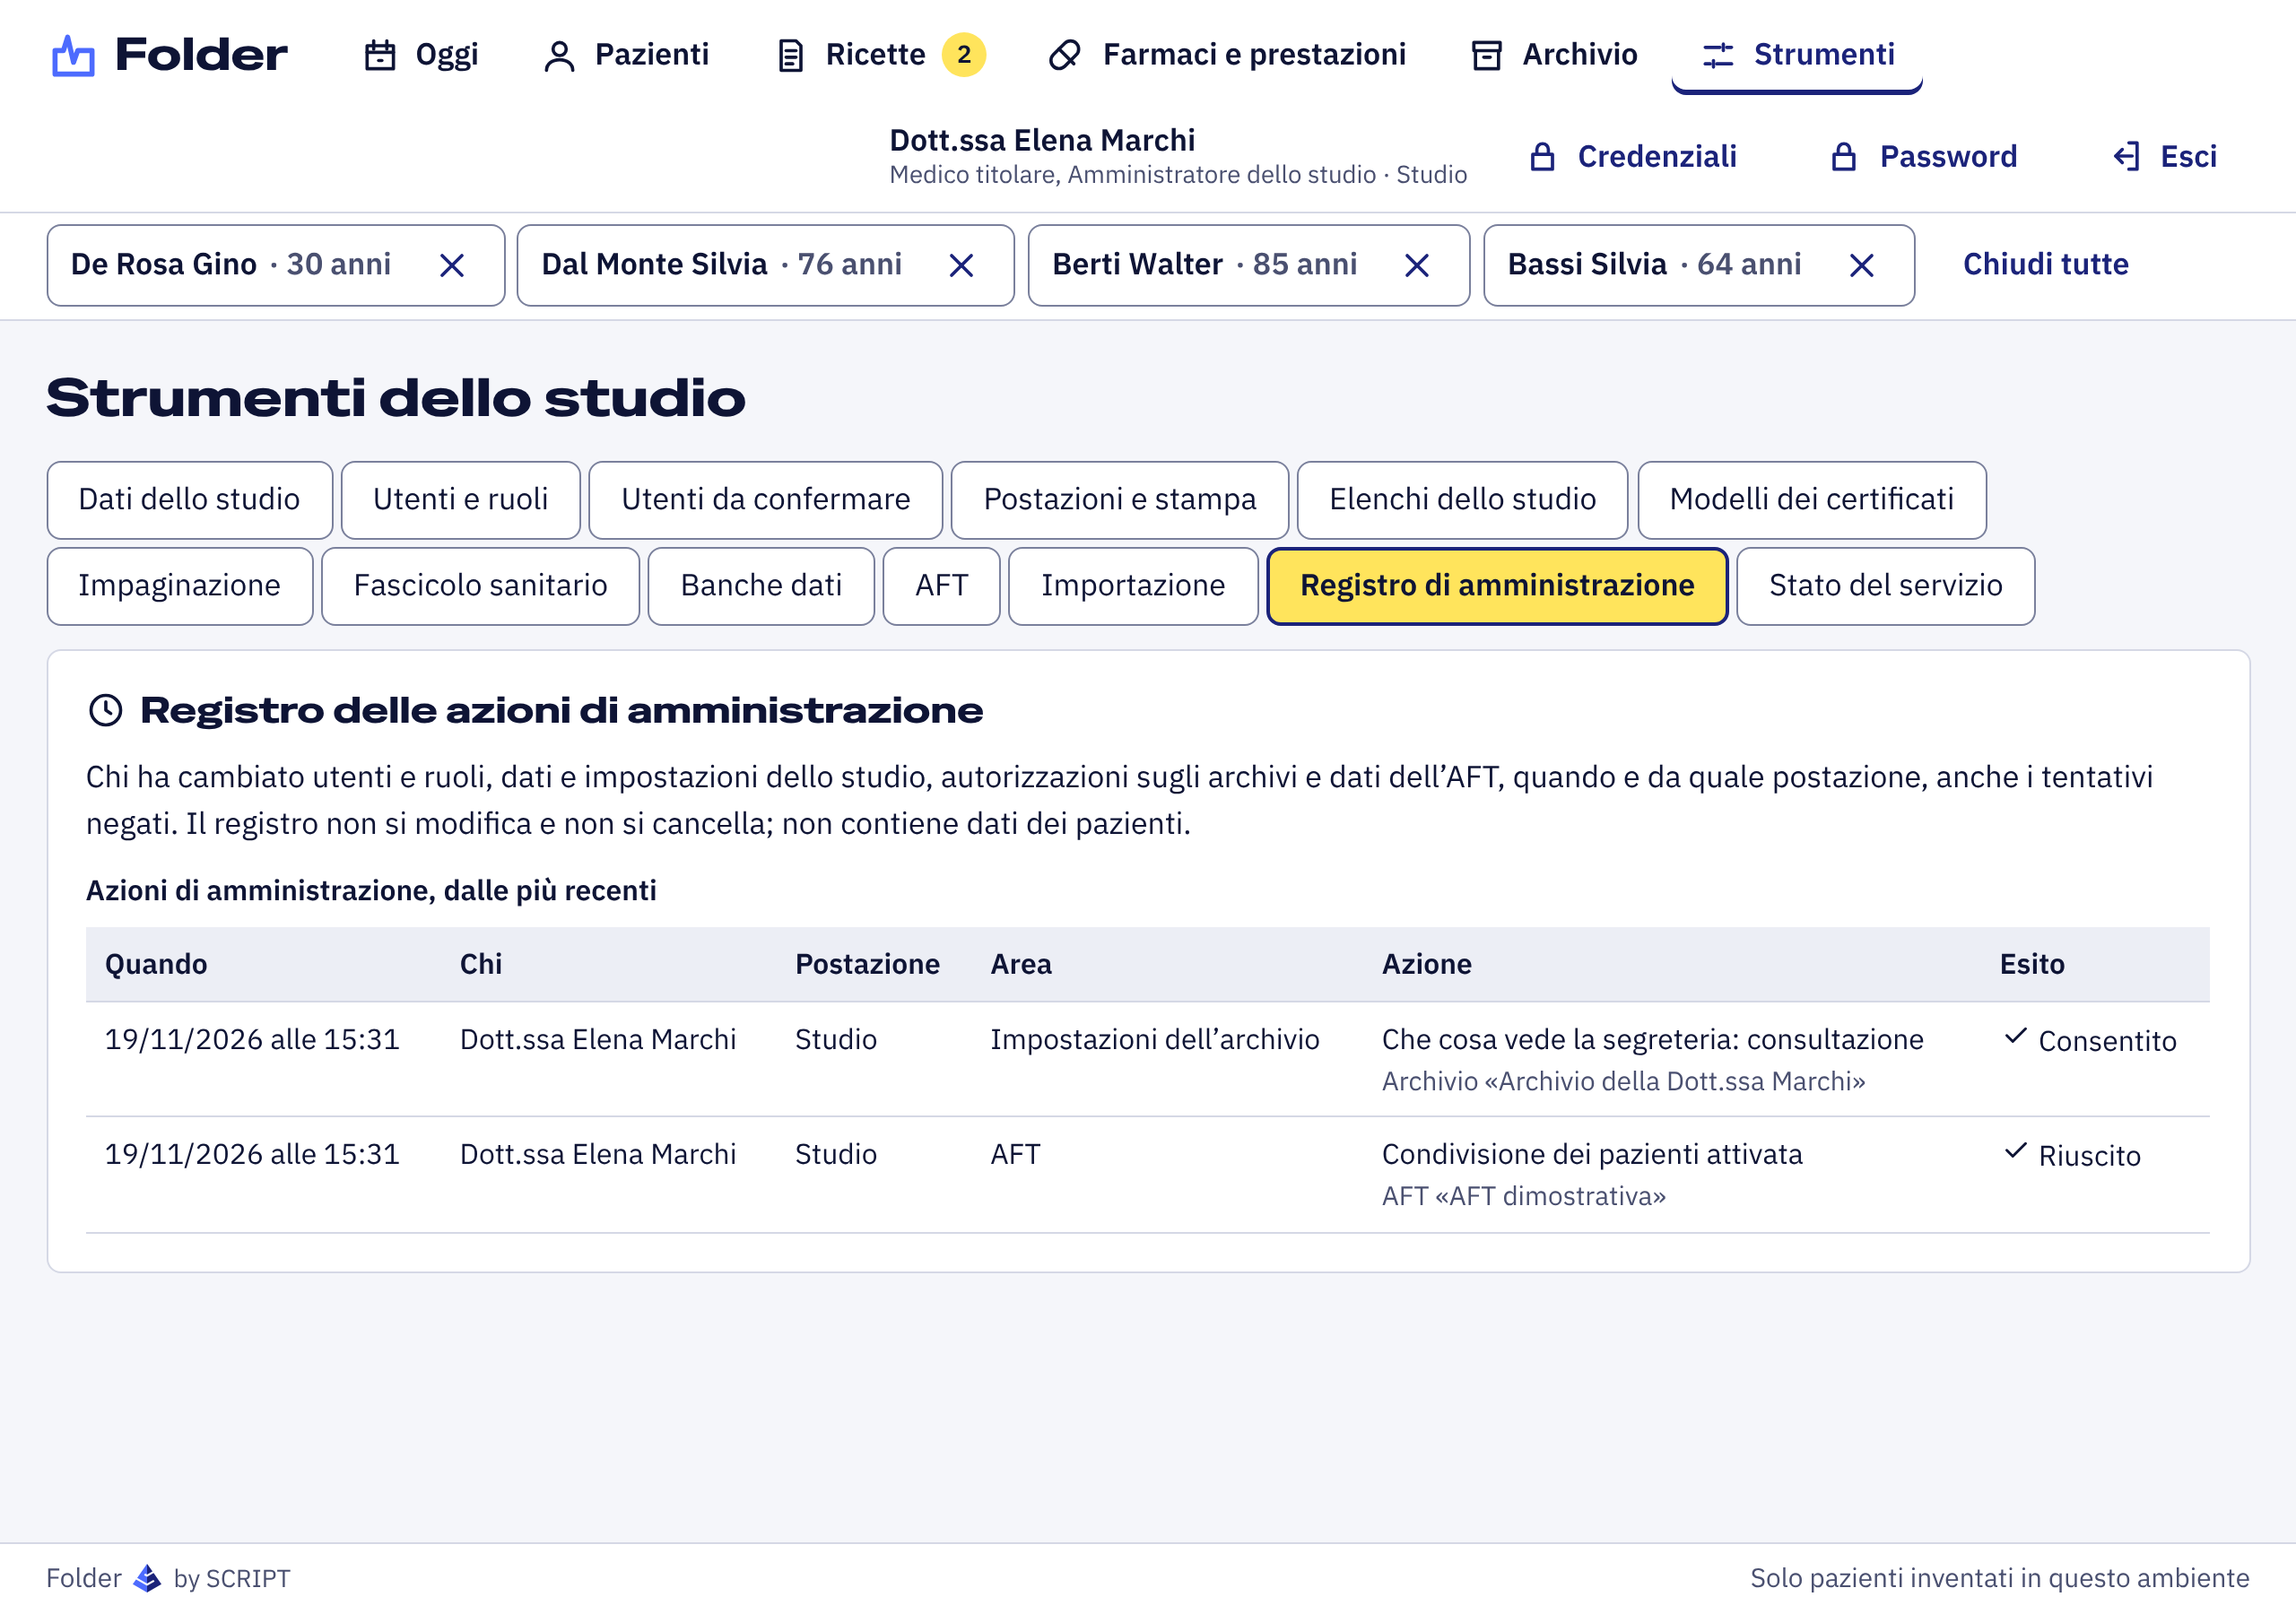 Folder
Oggi
Pazienti
Ricette 2
Farmaci e prestazioni
Archivio
Strumenti
Dott.ssa Elena Marchi
Medico titolare, Amministratore dello studio · Studio
Credenziali
Password
Esci
De Rosa Gino · 30 anni
Dal Monte Silvia · 76 anni
Berti Walter · 85 anni
Bassi Silvia · 64 anni
Chiudi tutte
Strumenti dello studio
Dati dello studio
Utenti e ruoli
Utenti da confermare
Postazioni e stampa
Elenchi dello studio
Modelli dei certificati
Impaginazione
Fascicolo sanitario
Banche dati
AFT
Importazione
Registro di amministrazione
Stato del servizio
Registro delle azioni di amministrazione
Chi ha cambiato utenti e ruoli, dati e impostazioni dello studio, autorizzazioni sugli archivi e dati dell’AFT, quando e da quale postazione, anche i tentativi
negati. Il registro non si modifica e non si cancella; non contiene dati dei pazienti.
Azioni di amministrazione, dalle più recenti
Quando Chi Postazione Area Azione Esito
19/11/2026 alle 15:31 Dott.ssa Elena Marchi Studio Impostazioni dell’archivio Che cosa vede la segreteria: consultazione Consentito
Archivio «Archivio della Dott.ssa Marchi»
19/11/2026 alle 15:31 Dott.ssa Elena Marchi Studio AFT Condivisione dei pazienti attivata Riuscito
AFT «AFT dimostrativa»
Folder by SCRIPT
Solo pazienti inventati in questo ambiente